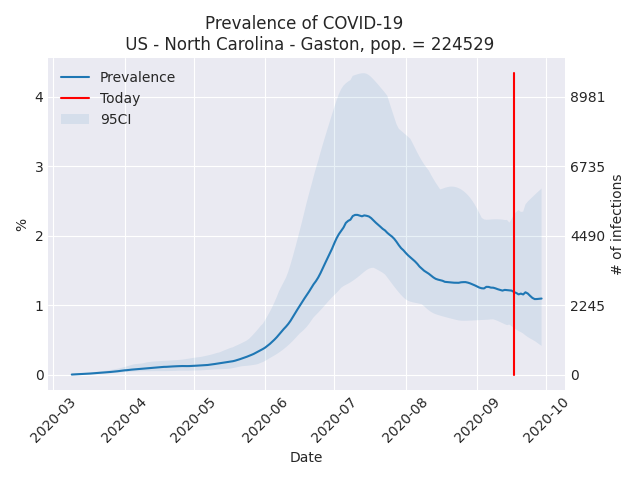 Prevalence of COVID-19
US - North Carolina - Gaston, pop. = 224529
Prevalence
Today
95CI
4
3
2
1
0
%
8981
6735
4490
2245
0
# of infections
2020-03
2020-04
2020-05
2020-06
2020-07
2020-08
2020-09
2020-10
Date